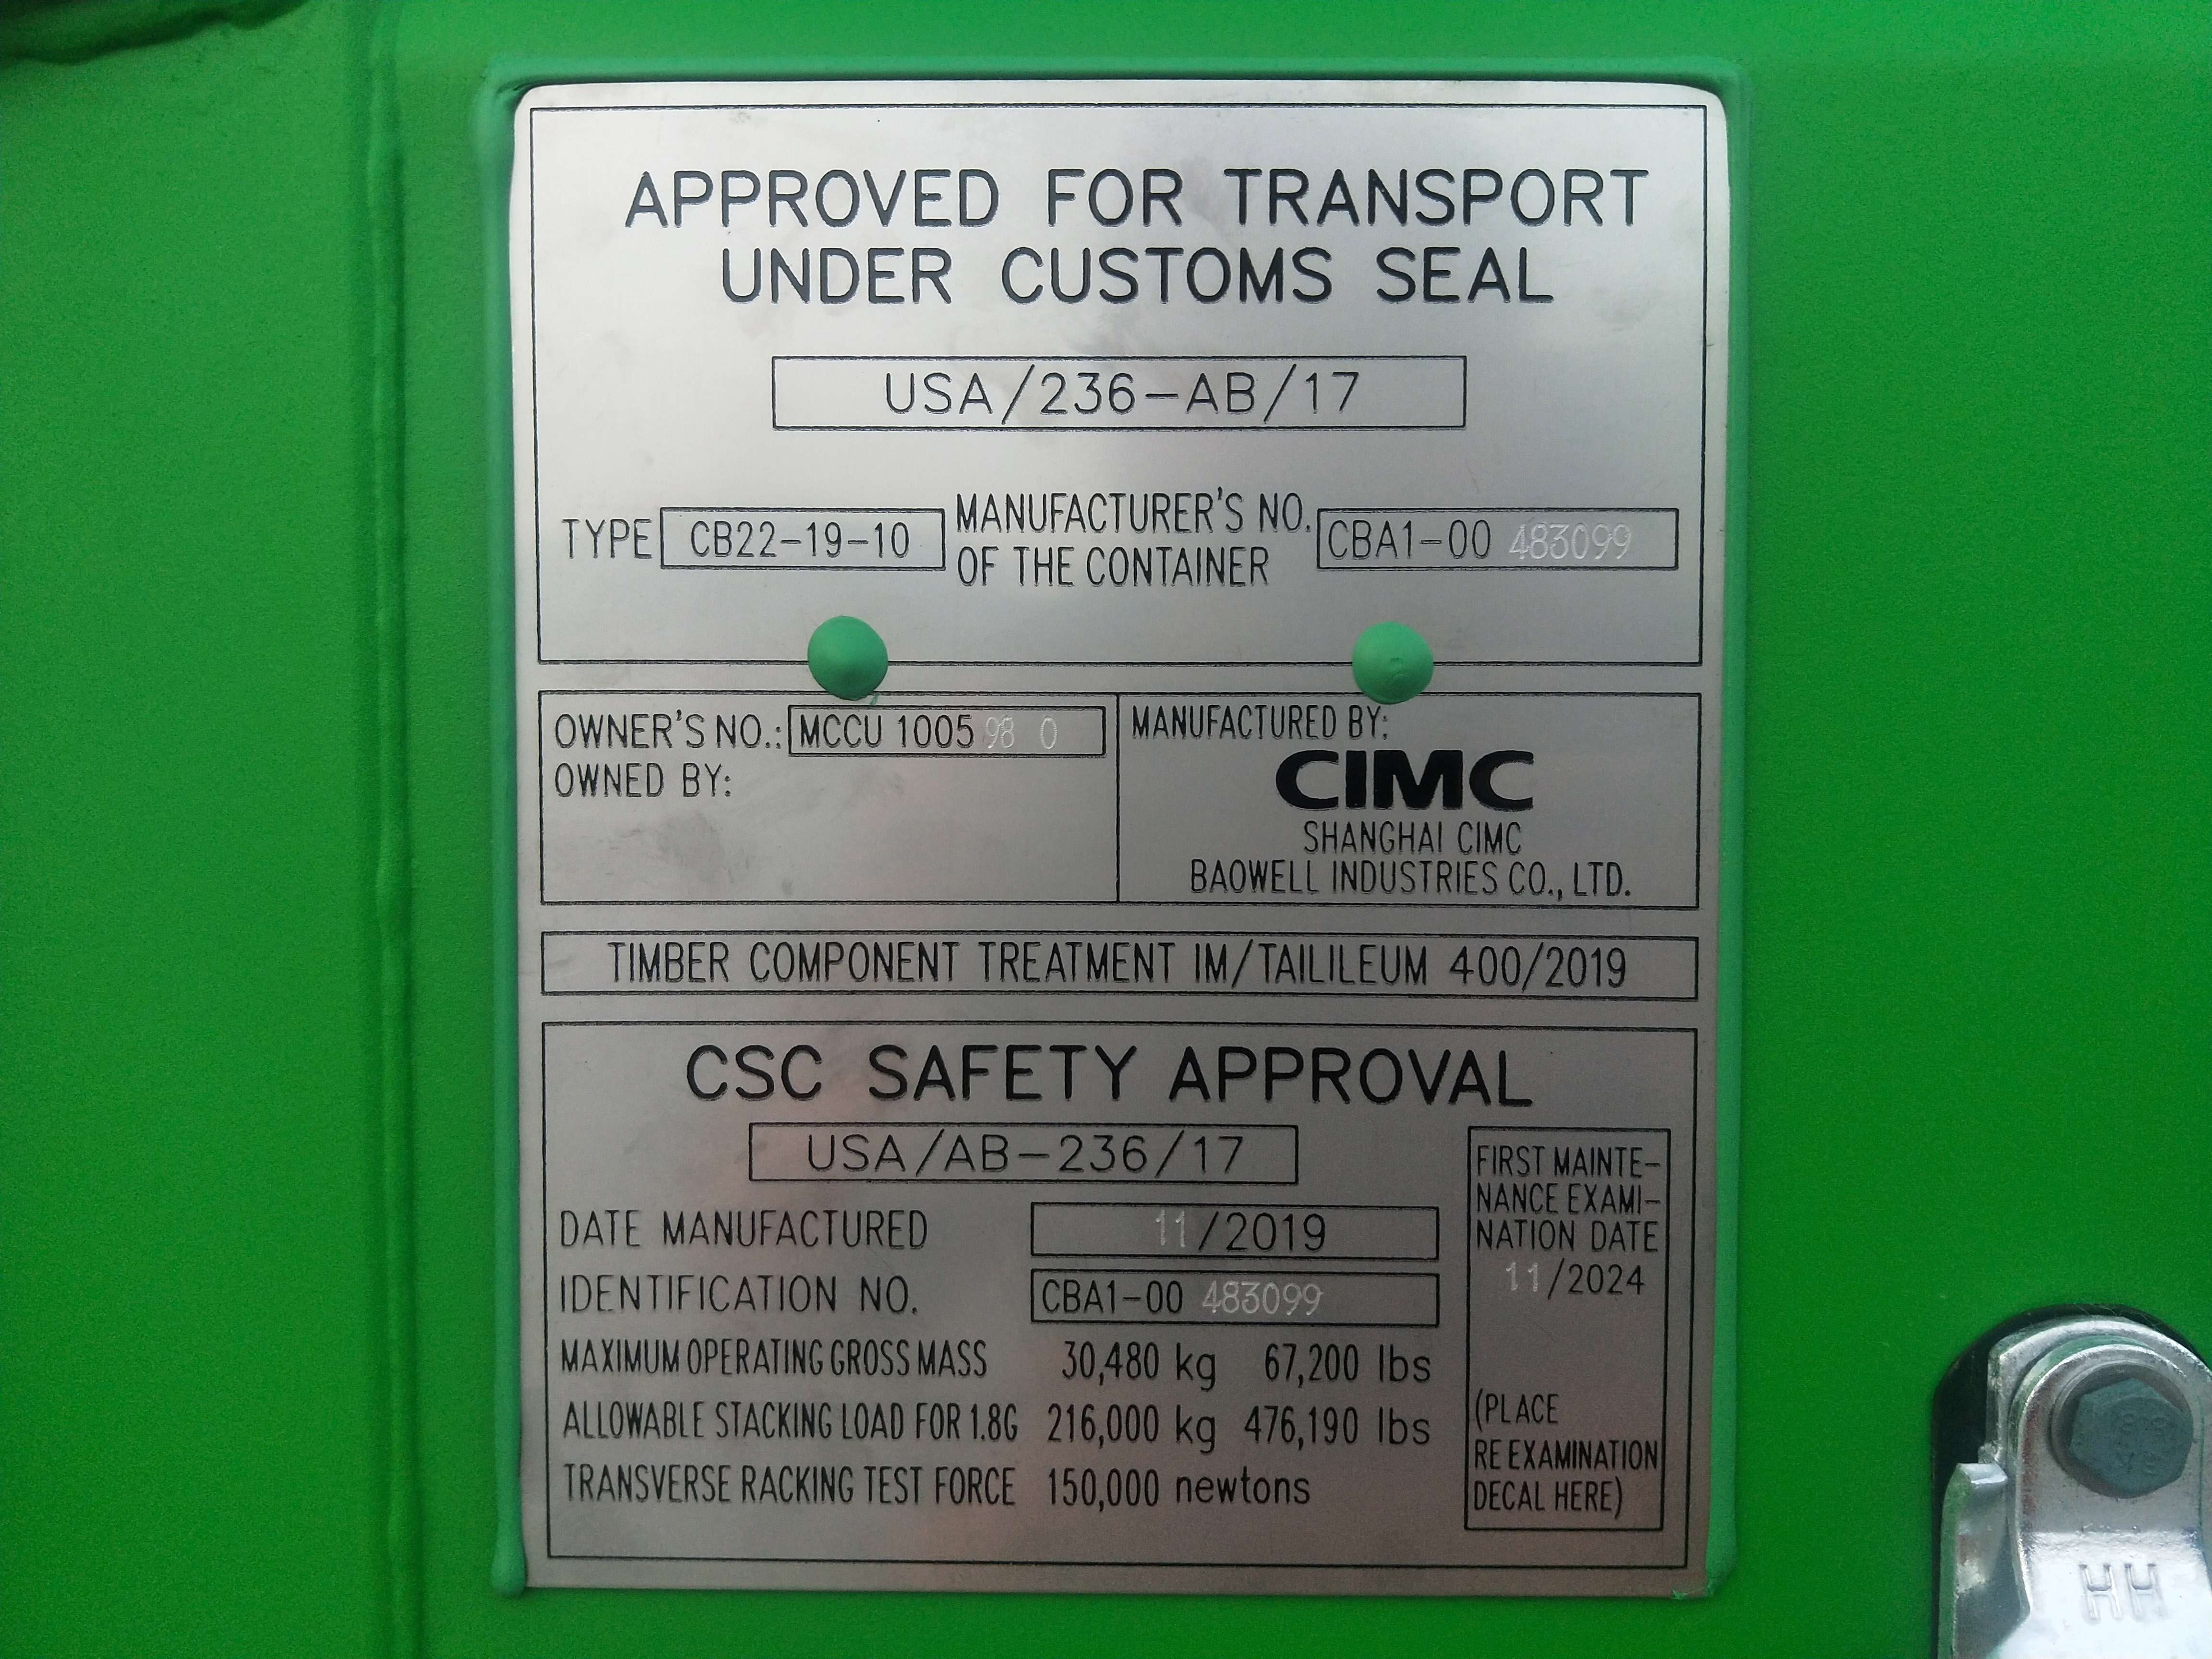 APPROVED FOR TRANSPORT
UNDER CUSTOMS SEAL
USA/236-AB/17
TYPE CB22-19-10 MANUFACTURER'S NO. OF THE CONTAINER CBA1-00 483099
OWNER'S NO.: MCCU 1005 98 0
OWNED BY:
MANUFACTURED BY:
CIMC
SHANGHAI CIMC
BAOWELL INDUSTRIES CO., LTD.
TIMBER COMPONENT TREATMENT IM/TAILILEUM 400/2019
CSC SAFETY APPROVAL
USA/AB-236/17
DATE MANUFACTURED 11/2019
IDENTIFICATION NO. CBA1-00 483099
MAXIMUM OPERATING GROSS MASS 30,480 kg 67,200 lbs
ALLOWABLE STACKING LOAD FOR 1.8G 216,000 kg 476,190 lbs
TRANSVERSE RACKING TEST FORCE 150,000 newtons
FIRST MAINTE-
NANCE EXAMI-
NATION DATE
11/2024
(PLACE
RE EXAMINATION
DECAL HERE)
HH